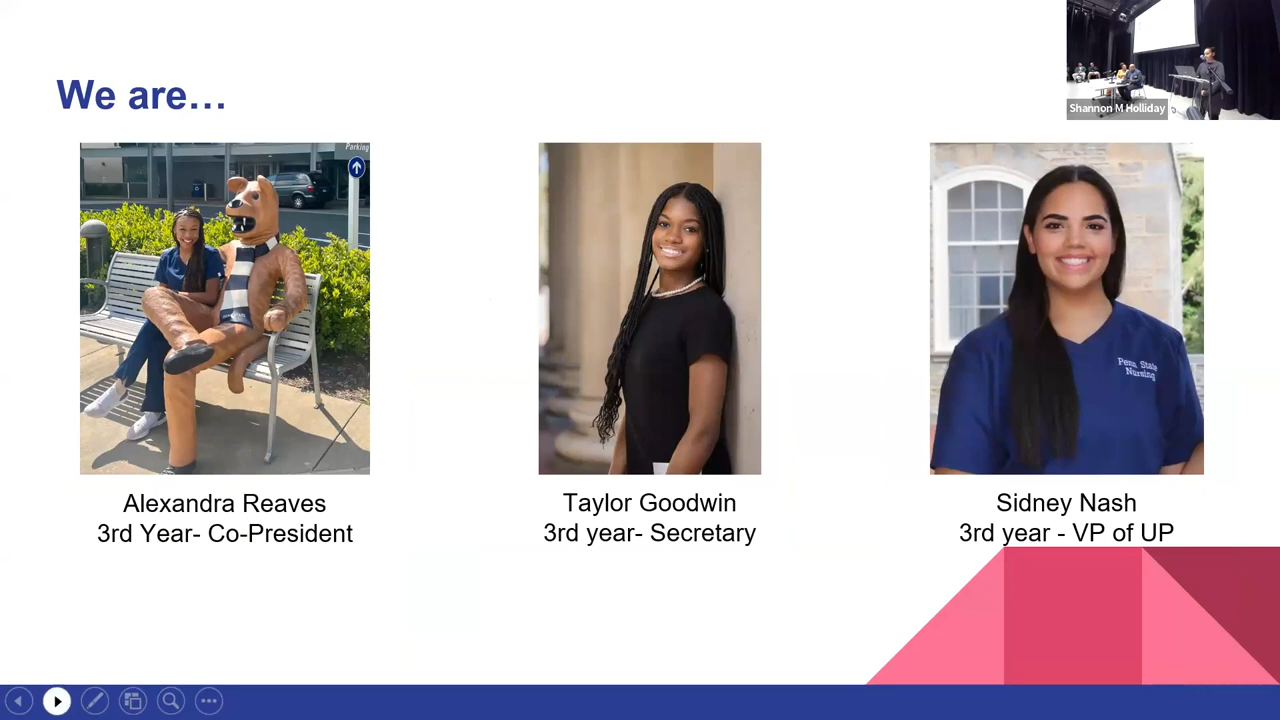 We are…
Shannon M Holliday
Parking
Alexandra Reaves
3rd Year- Co-President
Taylor Goodwin
3rd year- Secretary
Penn State
Nursing
Sidney Nash
3rd year - VP of UP